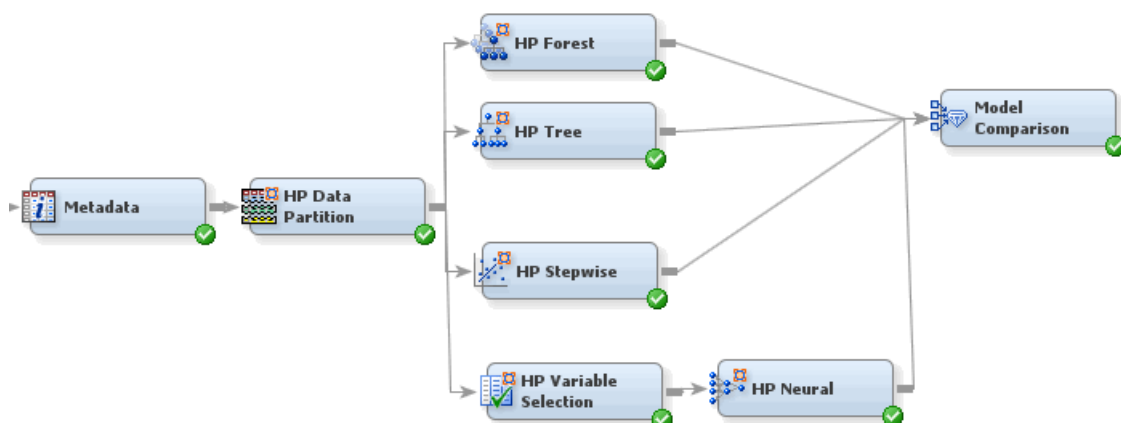 HP Forest
HP Tree
Model
Comparison
Metadata
HP Data
Partition
HP Stepwise
HP Variable
Selection
HP Neural